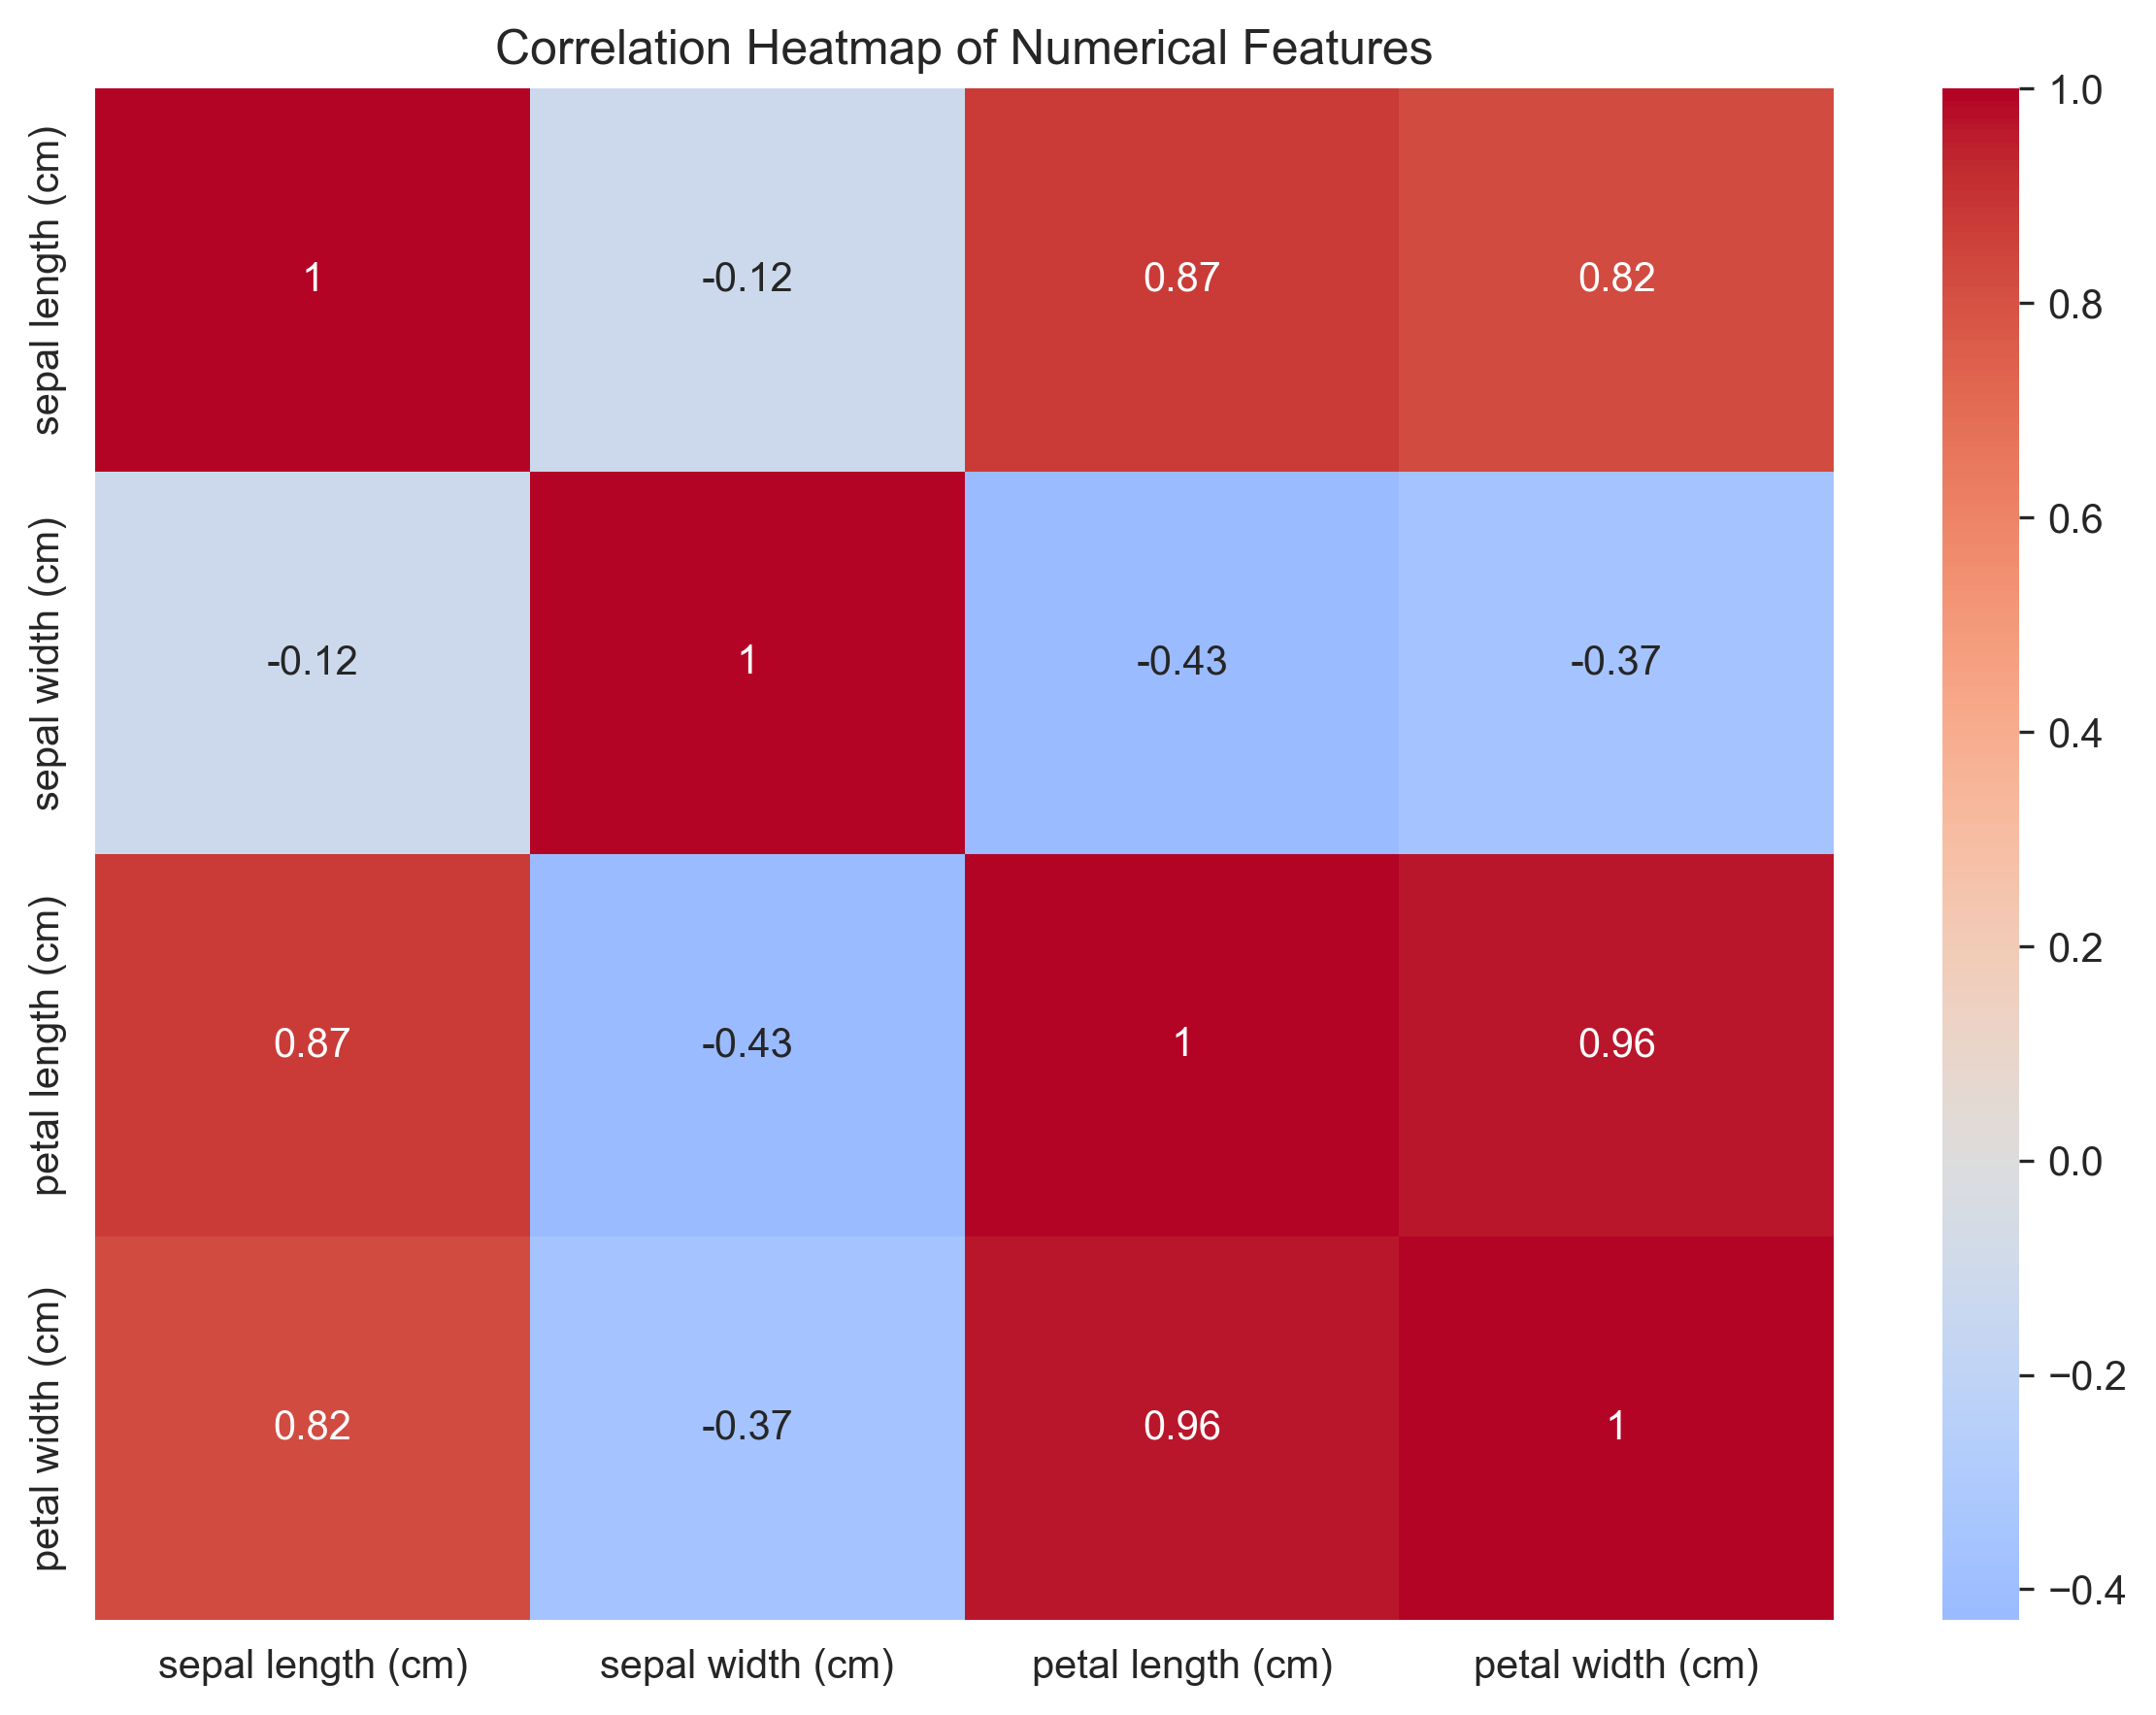 Correlation Heatmap of Numerical Features
sepal length (cm)
1
-0.12
0.87
0.82
sepal width (cm)
-0.12
1
-0.43
-0.37
petal length (cm)
0.87
-0.43
1
0.96
petal width (cm)
0.82
-0.37
0.96
1
sepal length (cm)
sepal width (cm)
petal length (cm)
petal width (cm)
1.0
0.8
0.6
0.4
0.2
0.0
−0.2
−0.4